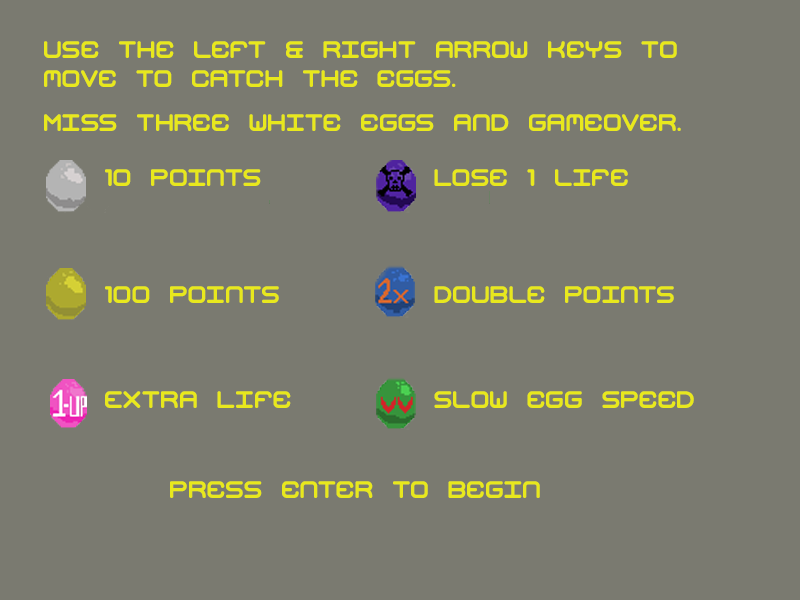 USE THE LEFT & RIGHT ARROW KEYS TO
MOVE TO CATCH THE EGGS.
MISS THREE WHITE EGGS AND GAMEOVER.
10 POINTS
LOSE 1 LIFE
100 POINTS
2x
DOUBLE POINTS
1-UP
EXTRA LIFE
SLOW EGG SPEED
PRESS ENTER TO BEGIN